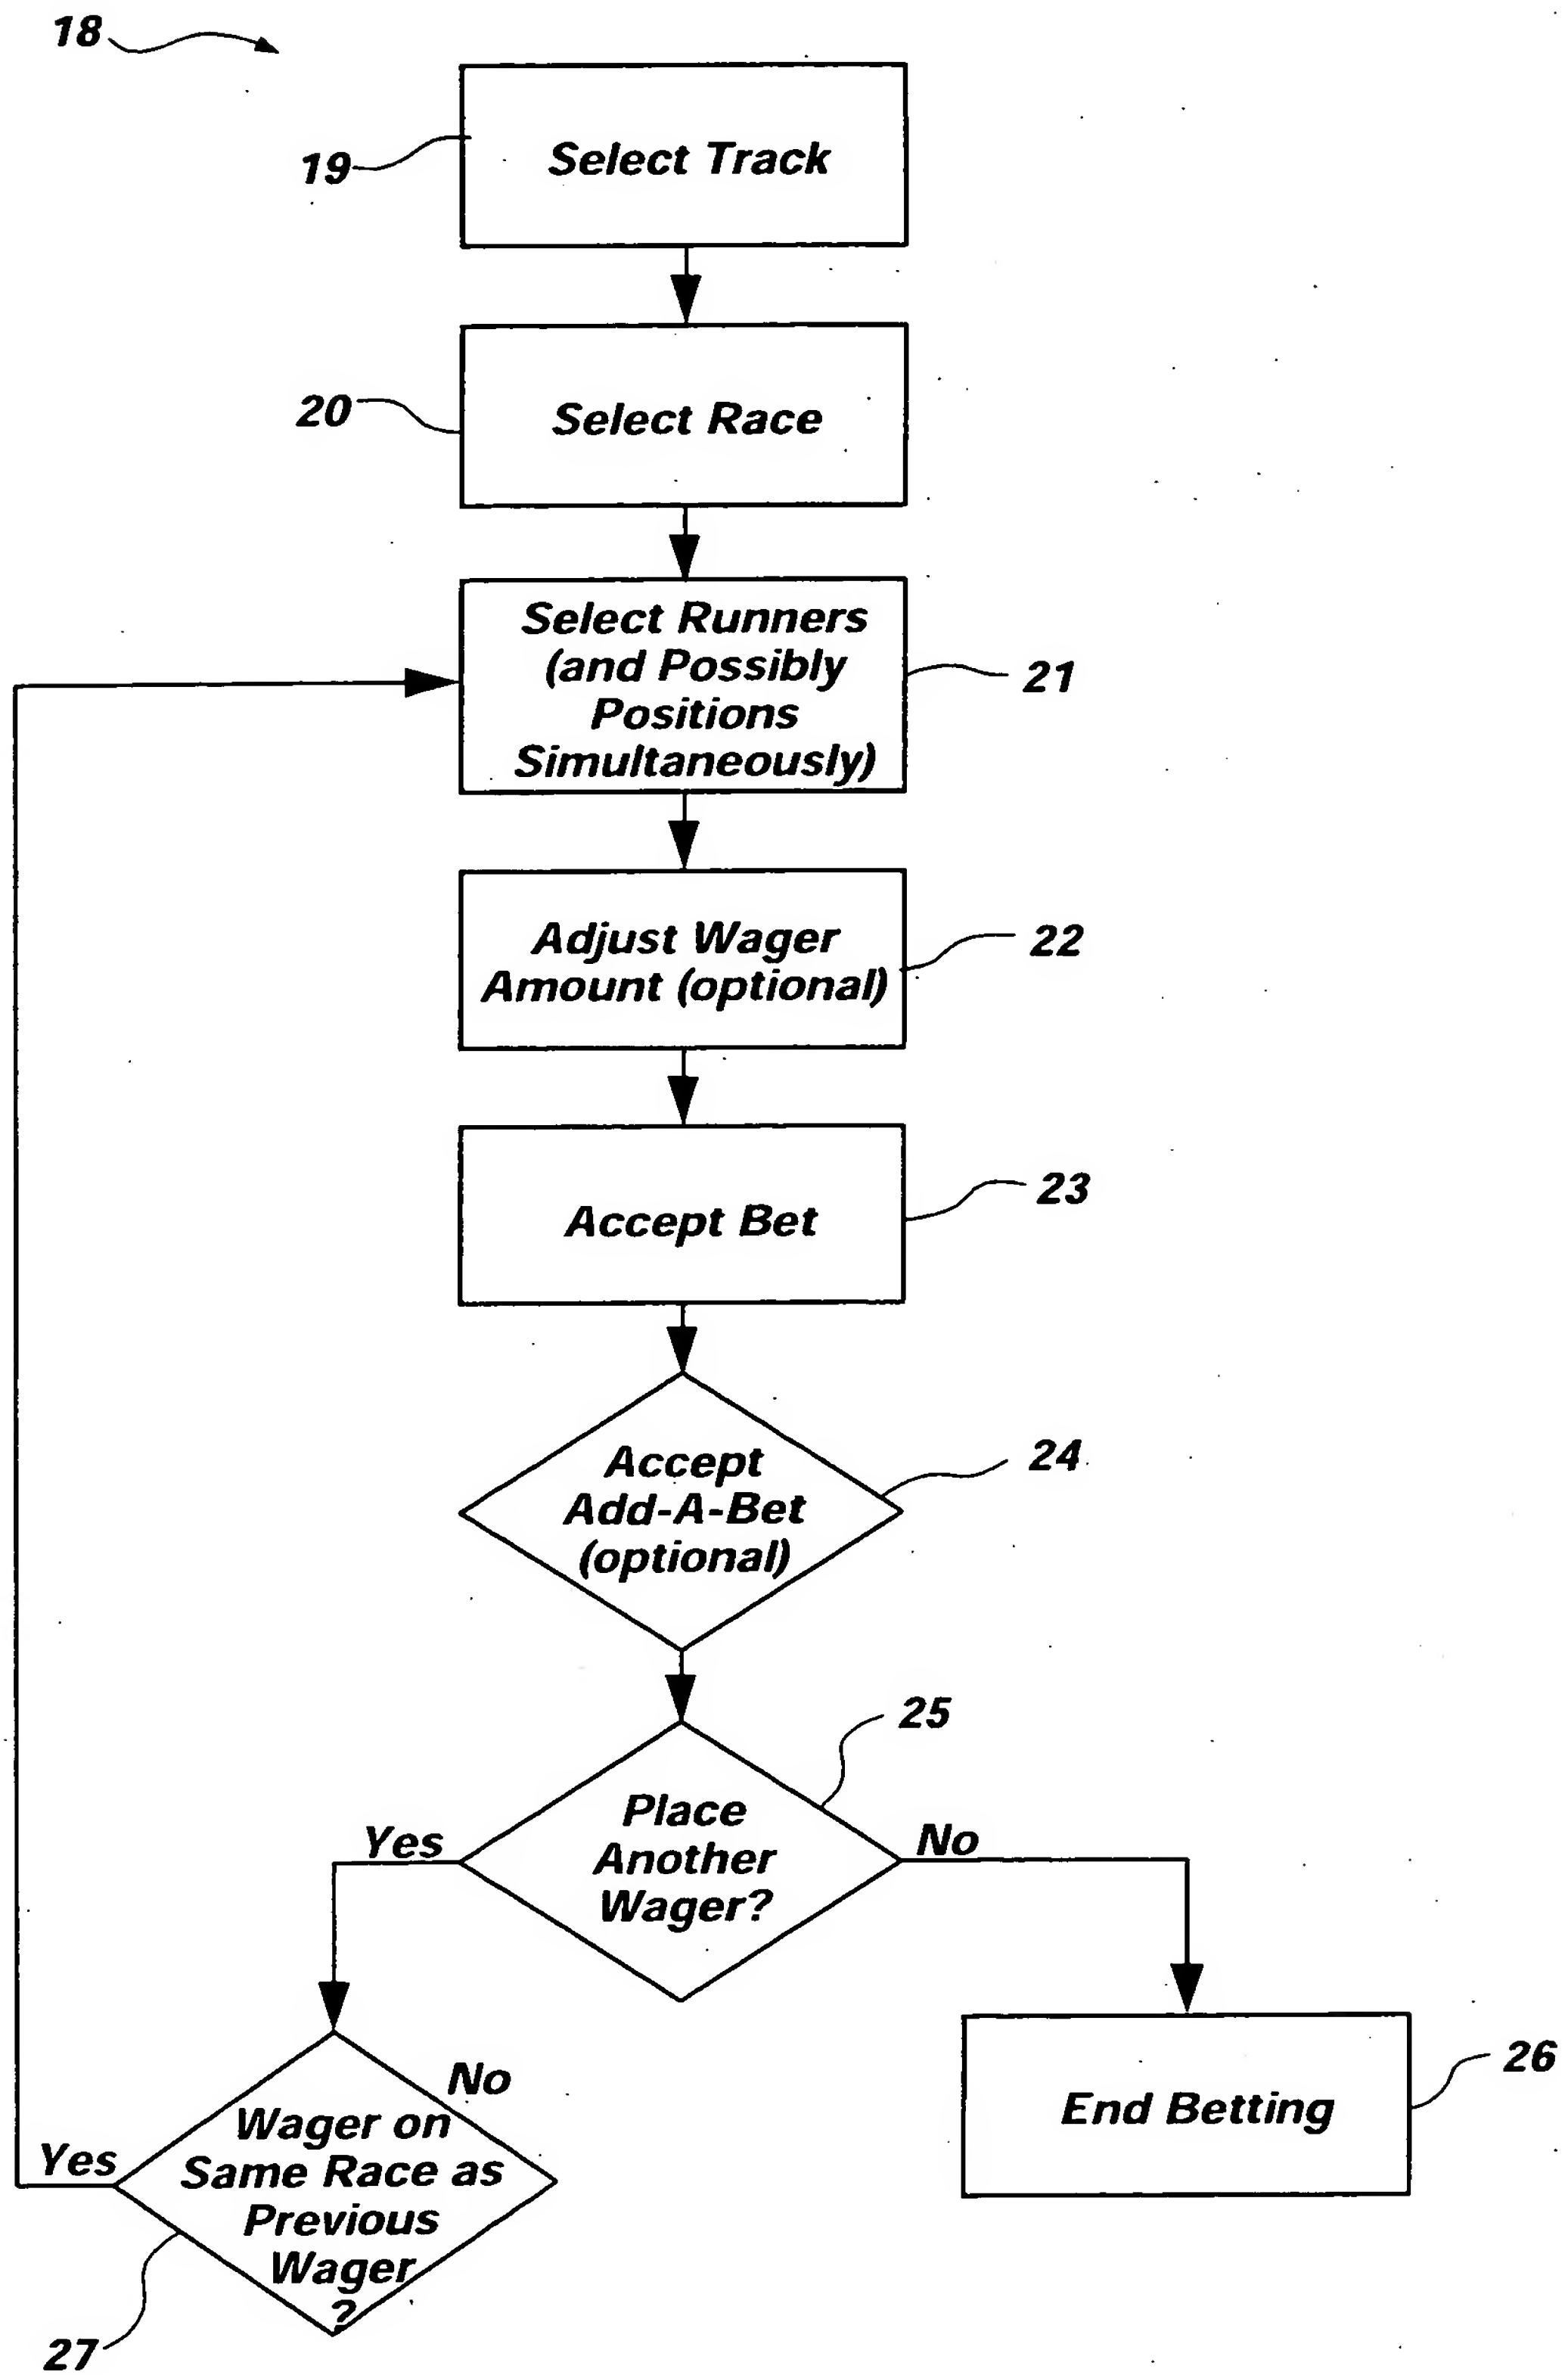 18
19
Select Track
20
Select Race
Select Runners
(and Possibly
Positions
Simultaneously)
21
Adjust Wager
Amount (optional)
22
Accept Bet
23
Accept
Add-A-Bet
(optional)
24
25
Place
Another
Wager?
Yes
No
No
Wager on
Same Race as
Previous
Wager
?
Yes
27
End Betting
26